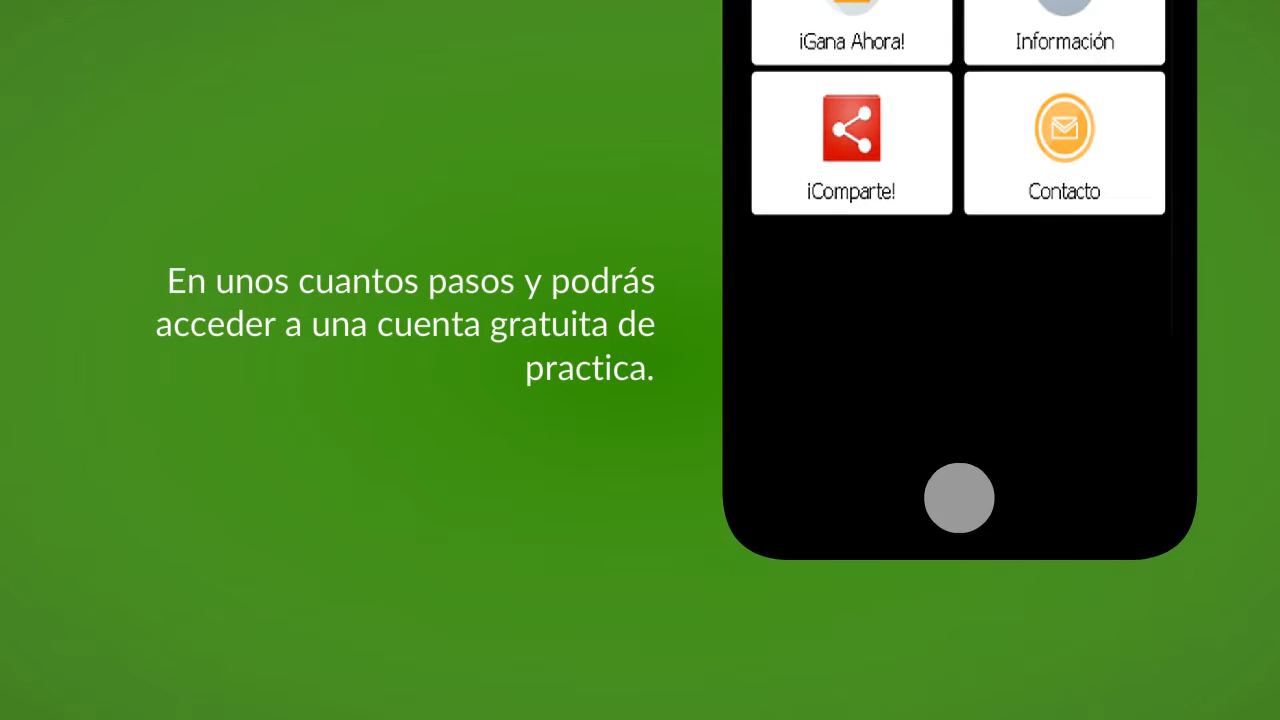 ¡Gana Ahora!
Información
¡Comparte!
Contacto
En unos cuantos pasos y podrás
acceder a una cuenta gratuita de
practica.